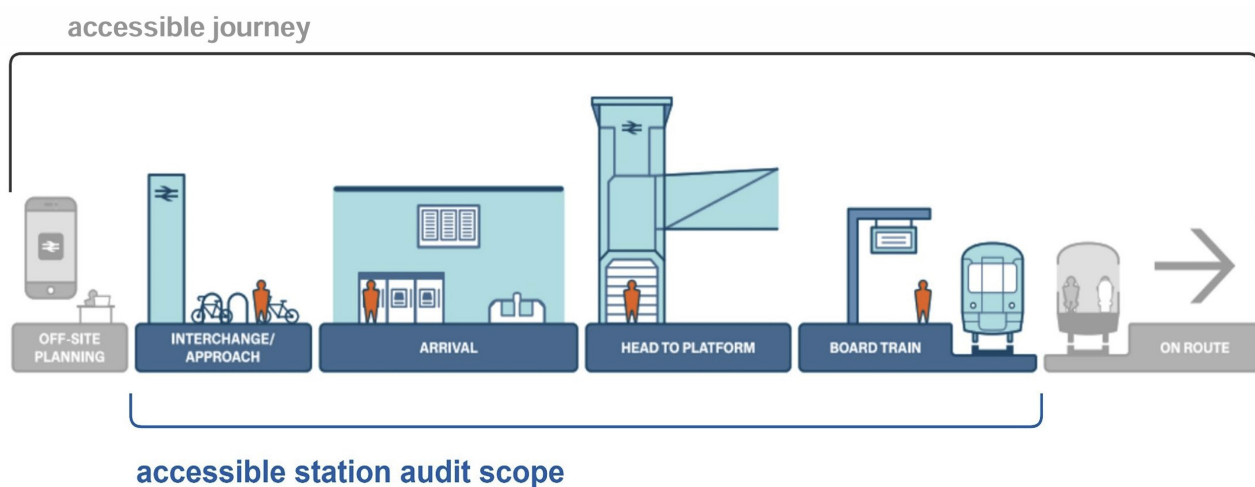 accessible journey
OFF-SITE
PLANNING
INTERCHANGE/
APPROACH
ARRIVAL
HEAD TO PLATFORM
BOARD TRAIN
ON ROUTE
accessible station audit scope